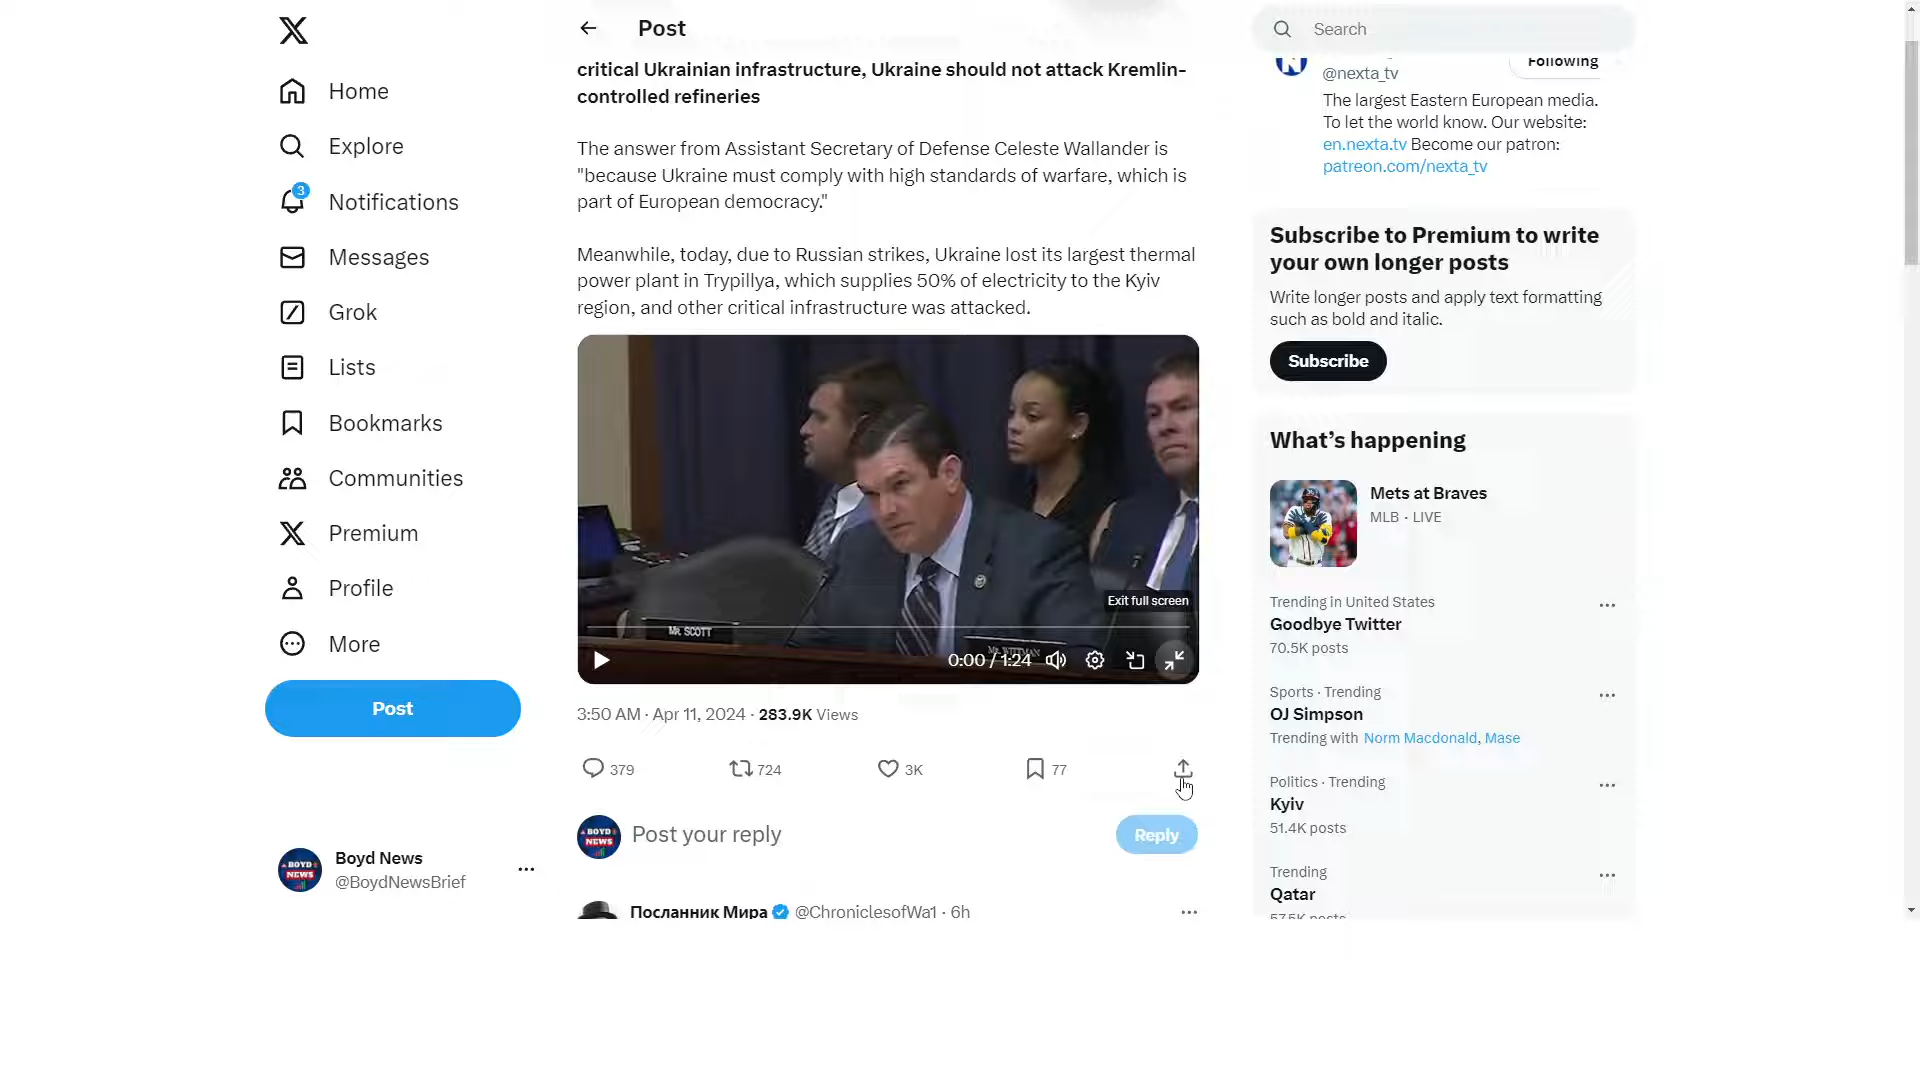 Home
Explore
3
Notifications
Messages
Grok
Lists
Bookmarks
Communities
Premium
Profile
More
Post
BOYD
NEWS
Boyd News
@BoydNewsBrief
Post
critical Ukrainian infrastructure, Ukraine should not attack Kremlin-
controlled refineries
The answer from Assistant Secretary of Defense Celeste Wallander is
"because Ukraine must comply with high standards of warfare, which is
part of European democracy."
Meanwhile, today, due to Russian strikes, Ukraine lost its largest thermal
power plant in Trypillya, which supplies 50% of electricity to the Kyiv
region, and other critical infrastructure was attacked.
Exit full screen
MR. SCOTT
MR. WITTMAN
0:00 / 1:24
3:50 AM · Apr 11, 2024 · 283.9K Views
379 724 3K 77
BOYD
NEWS
Post your reply
Reply
Посланник Мира @ChroniclesofWa1 · 6h
Search
@nexta_tv
Following
The largest Eastern European media.
To let the world know. Our website:
en.nexta.tv Become our patron:
patreon.com/nexta_tv
Subscribe to Premium to write
your own longer posts
Write longer posts and apply text formatting
such as bold and italic.
Subscribe
What's happening
Mets at Braves
MLB · LIVE
Trending in United States
Goodbye Twitter
70.5K posts
Sports · Trending
OJ Simpson
Trending with Norm Macdonald, Mase
Politics · Trending
Kyiv
51.4K posts
Trending
Qatar
57.5K posts